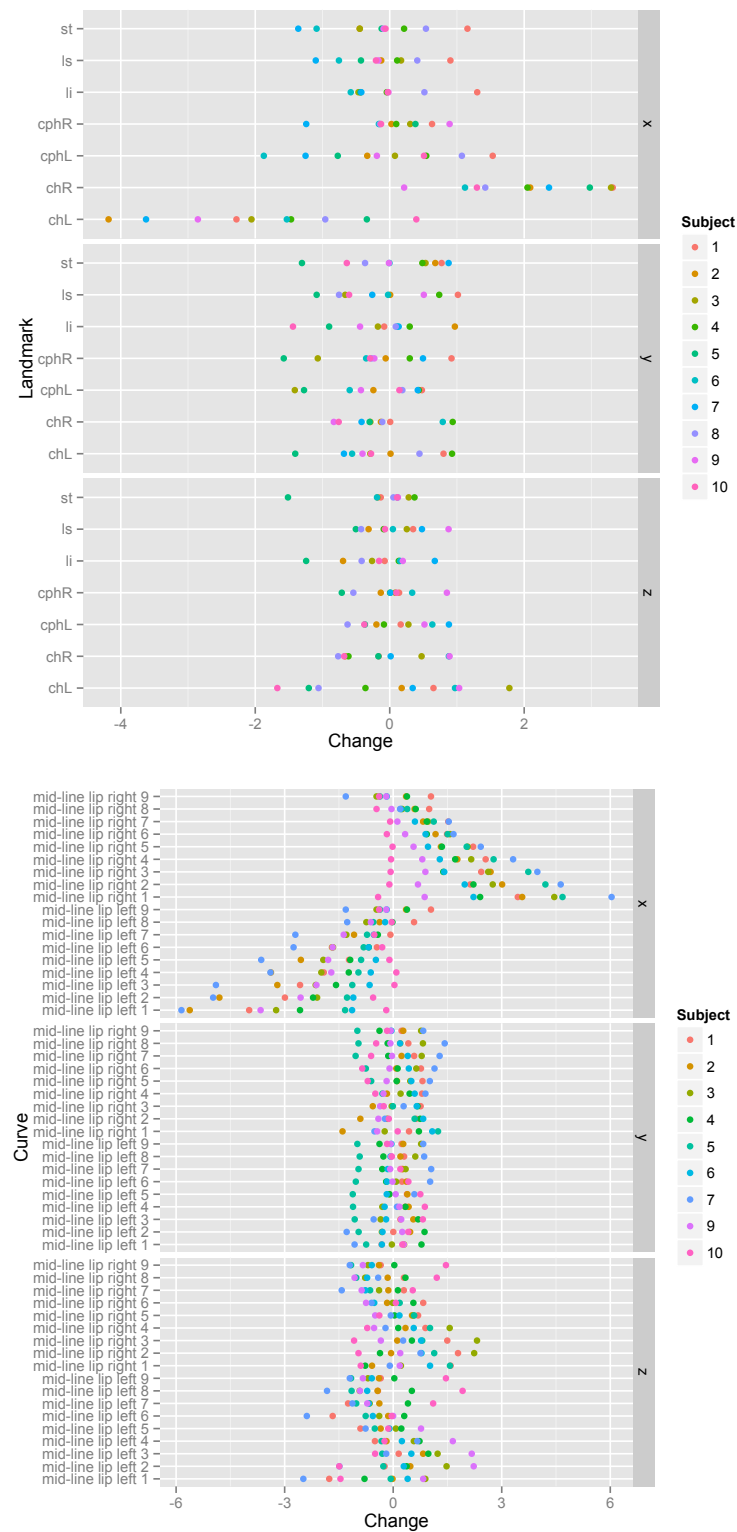 st
ls
li
cphR
cphL
chR
chL
x
st
ls
li
cphR
cphL
chR
chL
y
st
ls
li
cphR
cphL
chR
chL
z
Landmark
-4 -2 0 2
Change
Subject
1
2
3
4
5
6
7
8
9
10
mid-line lip right 9
mid-line lip right 8
mid-line lip right 7
mid-line lip right 6
mid-line lip right 5
mid-line lip right 4
mid-line lip right 3
mid-line lip right 2
mid-line lip right 1
mid-line lip left 9
mid-line lip left 8
mid-line lip left 7
mid-line lip left 6
mid-line lip left 5
mid-line lip left 4
mid-line lip left 3
mid-line lip left 2
mid-line lip left 1
x
mid-line lip right 9
mid-line lip right 8
mid-line lip right 7
mid-line lip right 6
mid-line lip right 5
mid-line lip right 4
mid-line lip right 3
mid-line lip right 2
mid-line lip right 1
mid-line lip left 9
mid-line lip left 8
mid-line lip left 7
mid-line lip left 6
mid-line lip left 5
mid-line lip left 4
mid-line lip left 3
mid-line lip left 2
mid-line lip left 1
y
mid-line lip right 9
mid-line lip right 8
mid-line lip right 7
mid-line lip right 6
mid-line lip right 5
mid-line lip right 4
mid-line lip right 3
mid-line lip right 2
mid-line lip right 1
mid-line lip left 9
mid-line lip left 8
mid-line lip left 7
mid-line lip left 6
mid-line lip left 5
mid-line lip left 4
mid-line lip left 3
mid-line lip left 2
mid-line lip left 1
z
Curve
-6 -3 0 3 6
Change
Subject
1
2
3
4
5
6
7
9
10